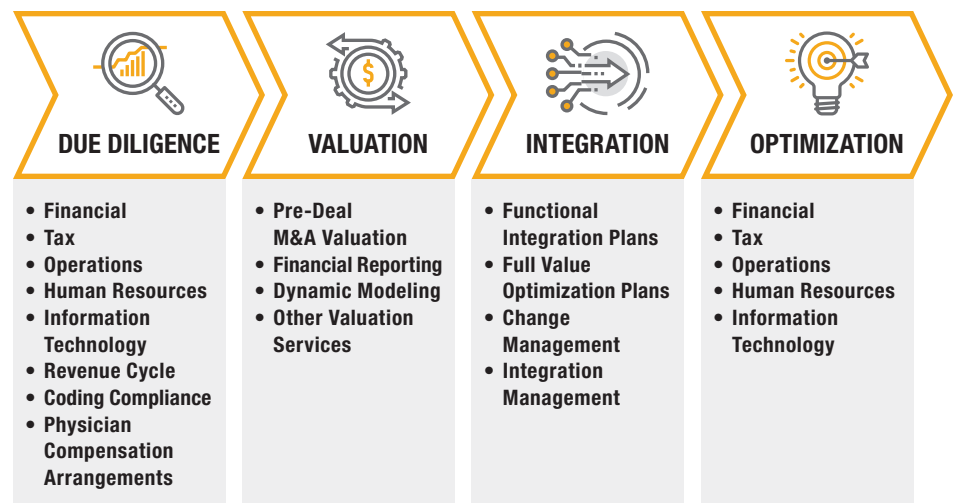 DUE DILIGENCE
• Financial
• Tax
• Operations
• Human Resources
• Information
Technology
• Revenue Cycle
• Coding Compliance
• Physician
Compensation
Arrangements
$
VALUATION
• Pre-Deal
M&A Valuation
• Financial Reporting
• Dynamic Modeling
• Other Valuation
Services
INTEGRATION
• Functional
Integration Plans
• Full Value
Optimization Plans
• Change
Management
• Integration
Management
OPTIMIZATION
• Financial
• Tax
• Operations
• Human Resources
• Information
Technology